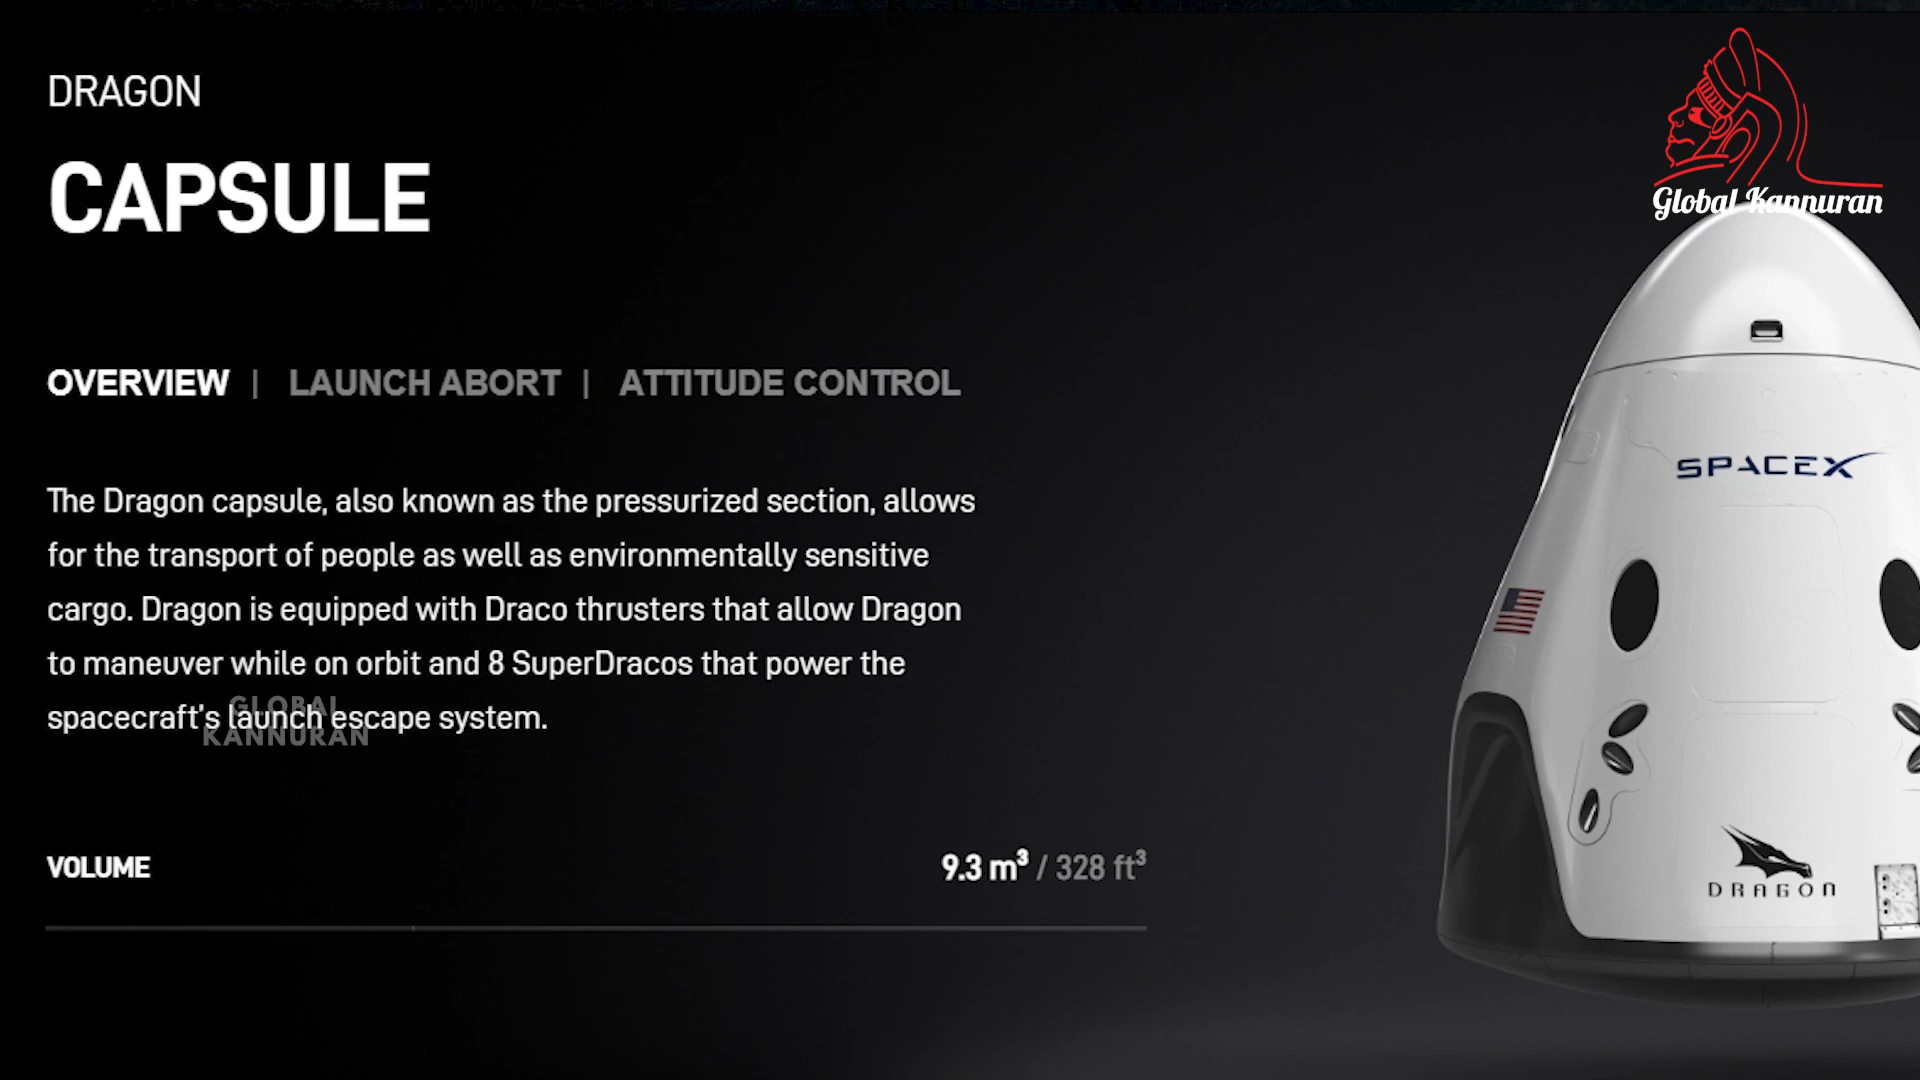 DRAGON
CAPSULE
Global Kannuran
OVERVIEW | LAUNCH ABORT | ATTITUDE CONTROL
SPACEX
The Dragon capsule, also known as the pressurized section, allows
for the transport of people as well as environmentally sensitive
cargo. Dragon is equipped with Draco thrusters that allow Dragon
to maneuver while on orbit and 8 SuperDracos that power the
spacecraft's launch escape system.
GLOBAL
KANNURAN
VOLUME 9.3 m³ / 328 ft³
DRAGON